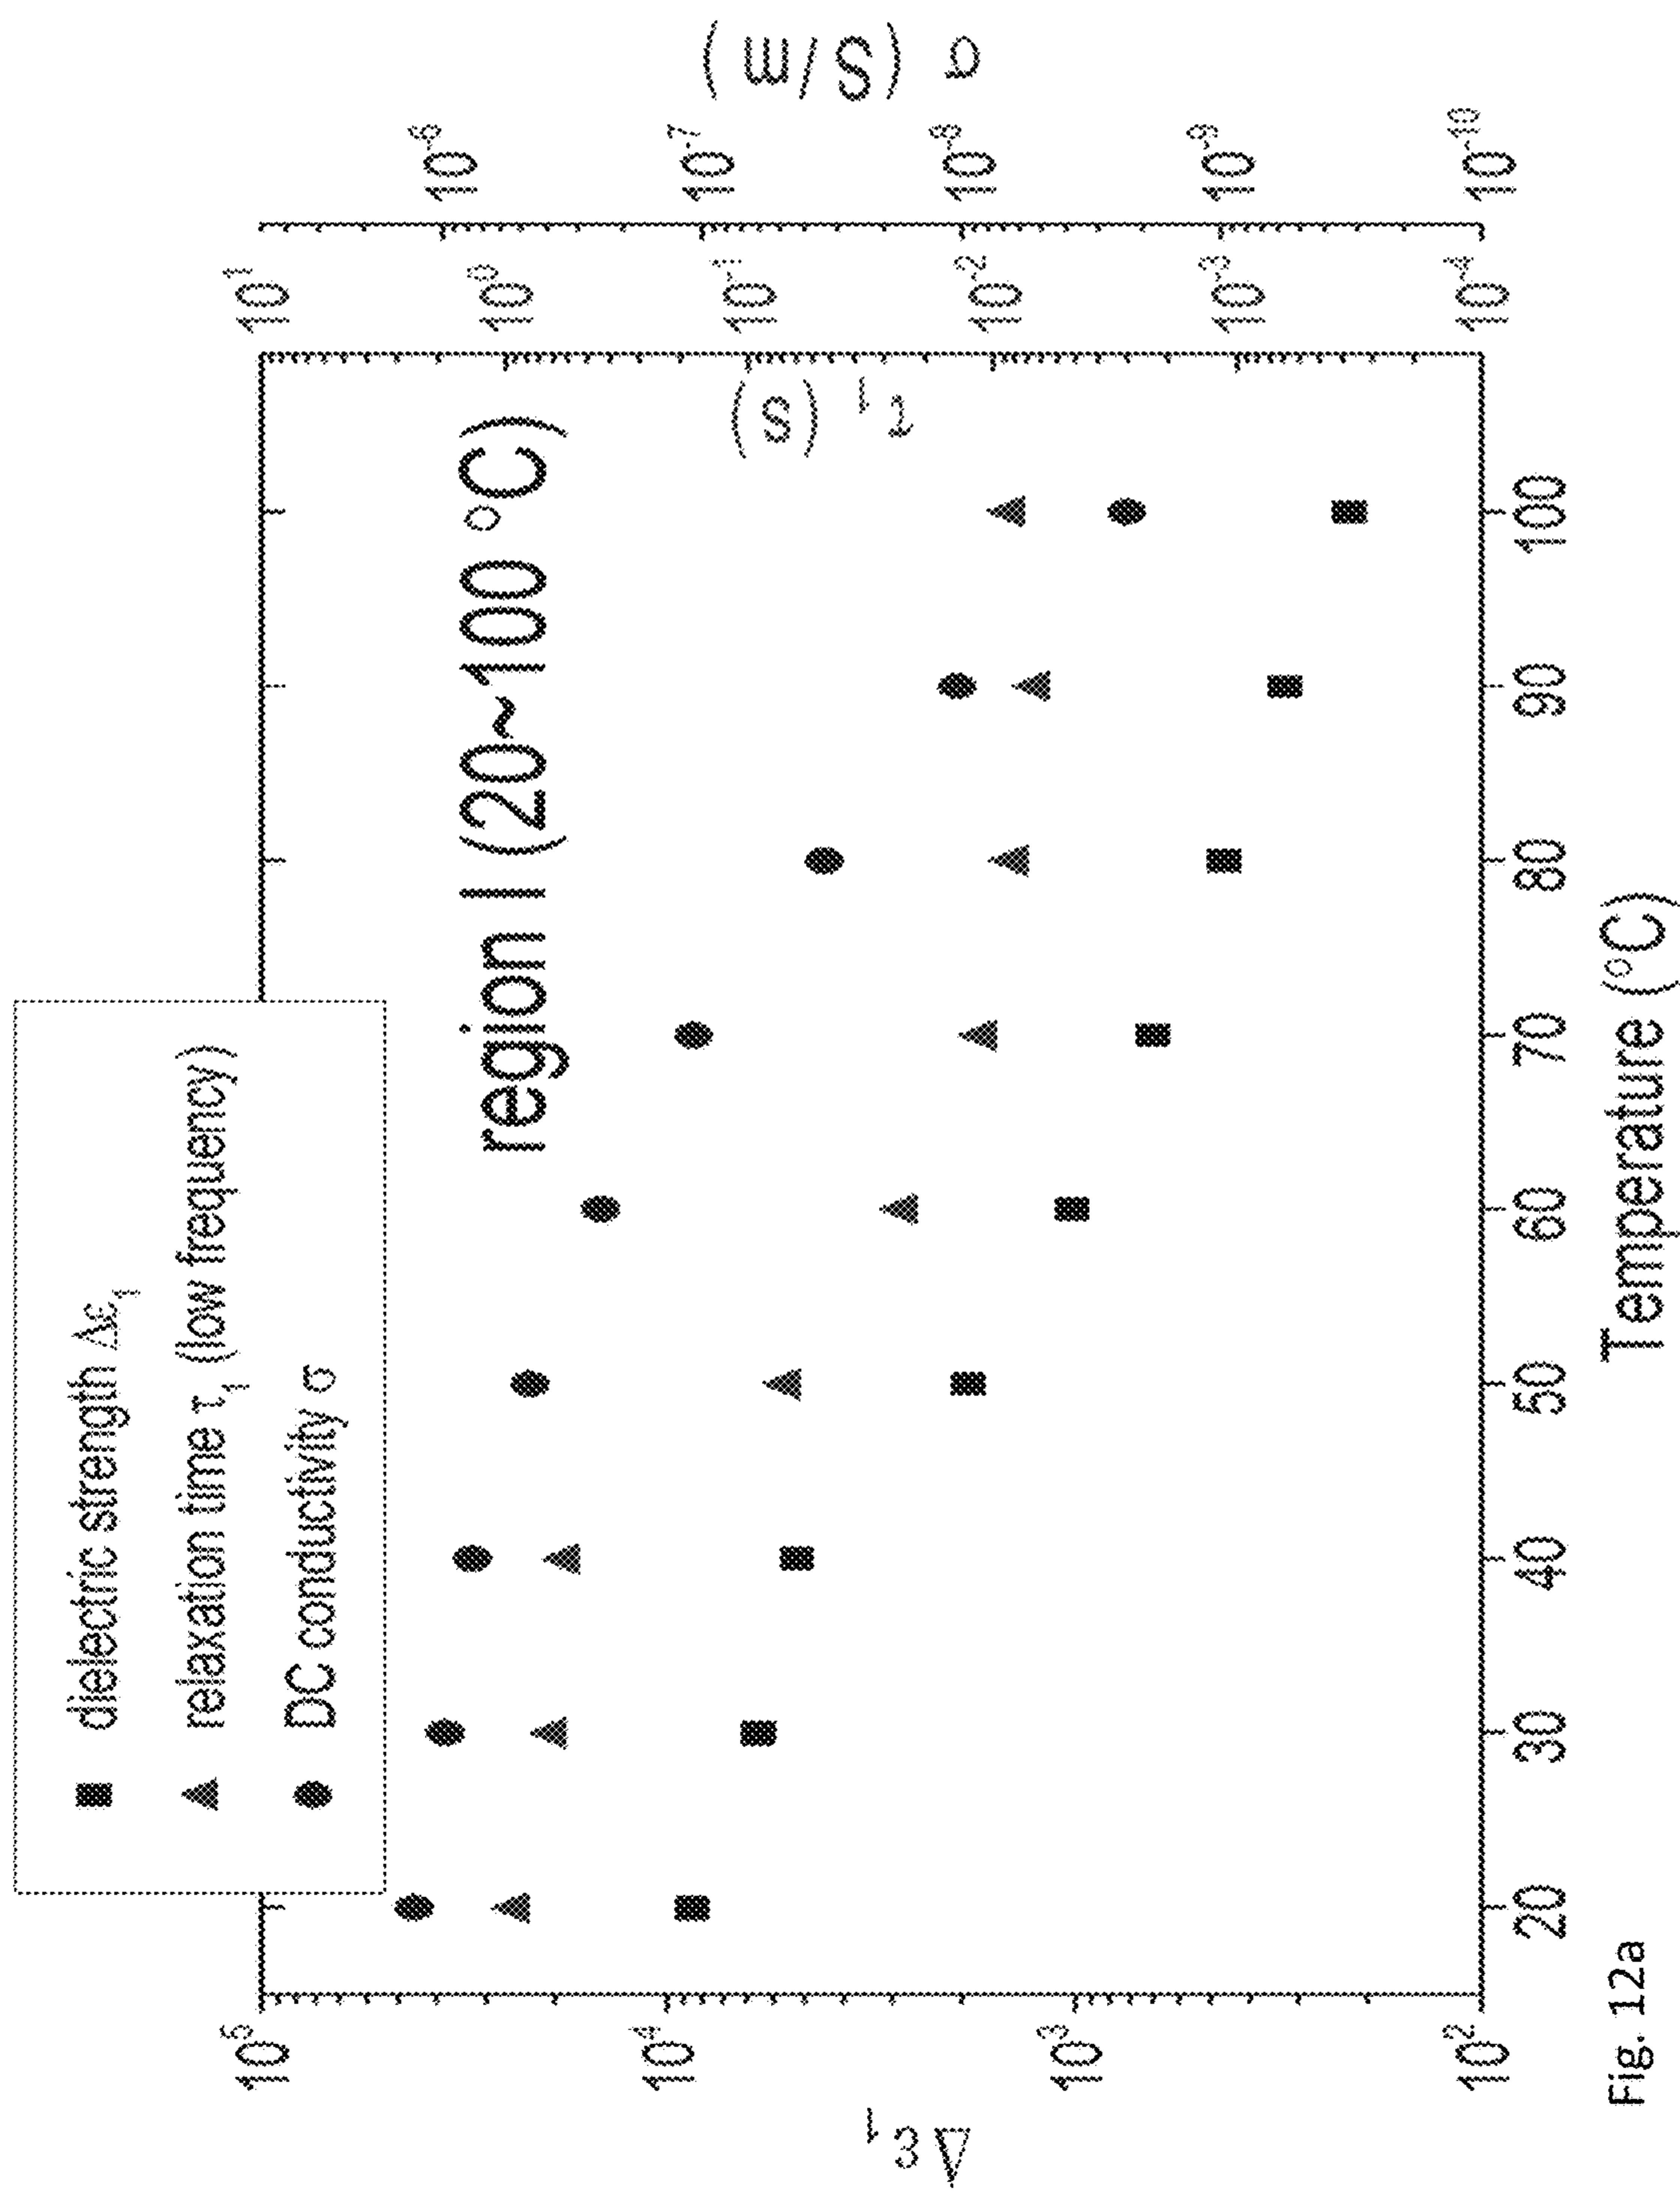 dielectric strength Δε1
relaxation time τ1 (low frequency)
DC conductivity σ
region I (20~100 °C)
Δε1
10^5
10^4
10^3
10^2
τ1 (s)
10^1
10^0
10^-1
10^-2
10^-3
10^-4
σ (S/m)
10^-6
10^-7
10^-8
10^-9
10^-10
20 30 40 50 60 70 80 90 100
Temperature (°C)
Fig. 12a